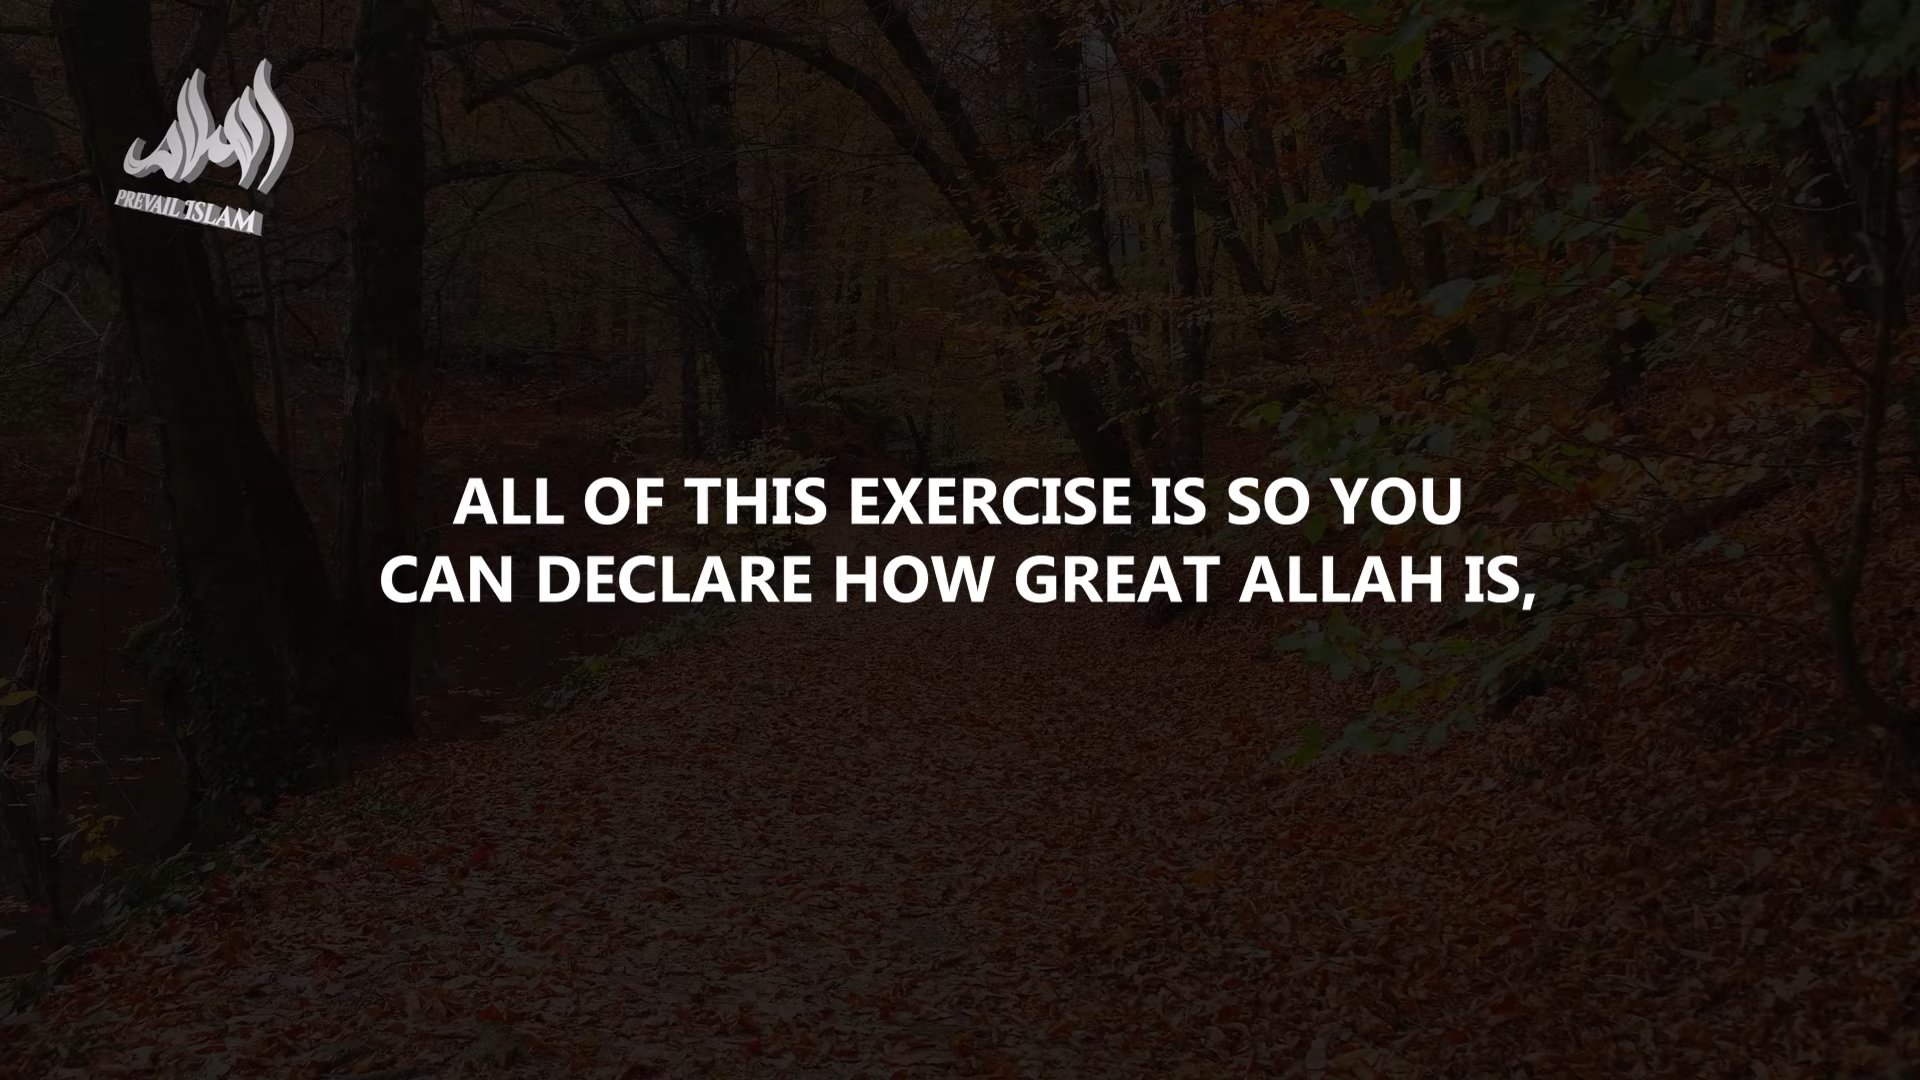 PREVAIL ISLAM
ALL OF THIS EXERCISE IS SO YOU
CAN DECLARE HOW GREAT ALLAH IS,